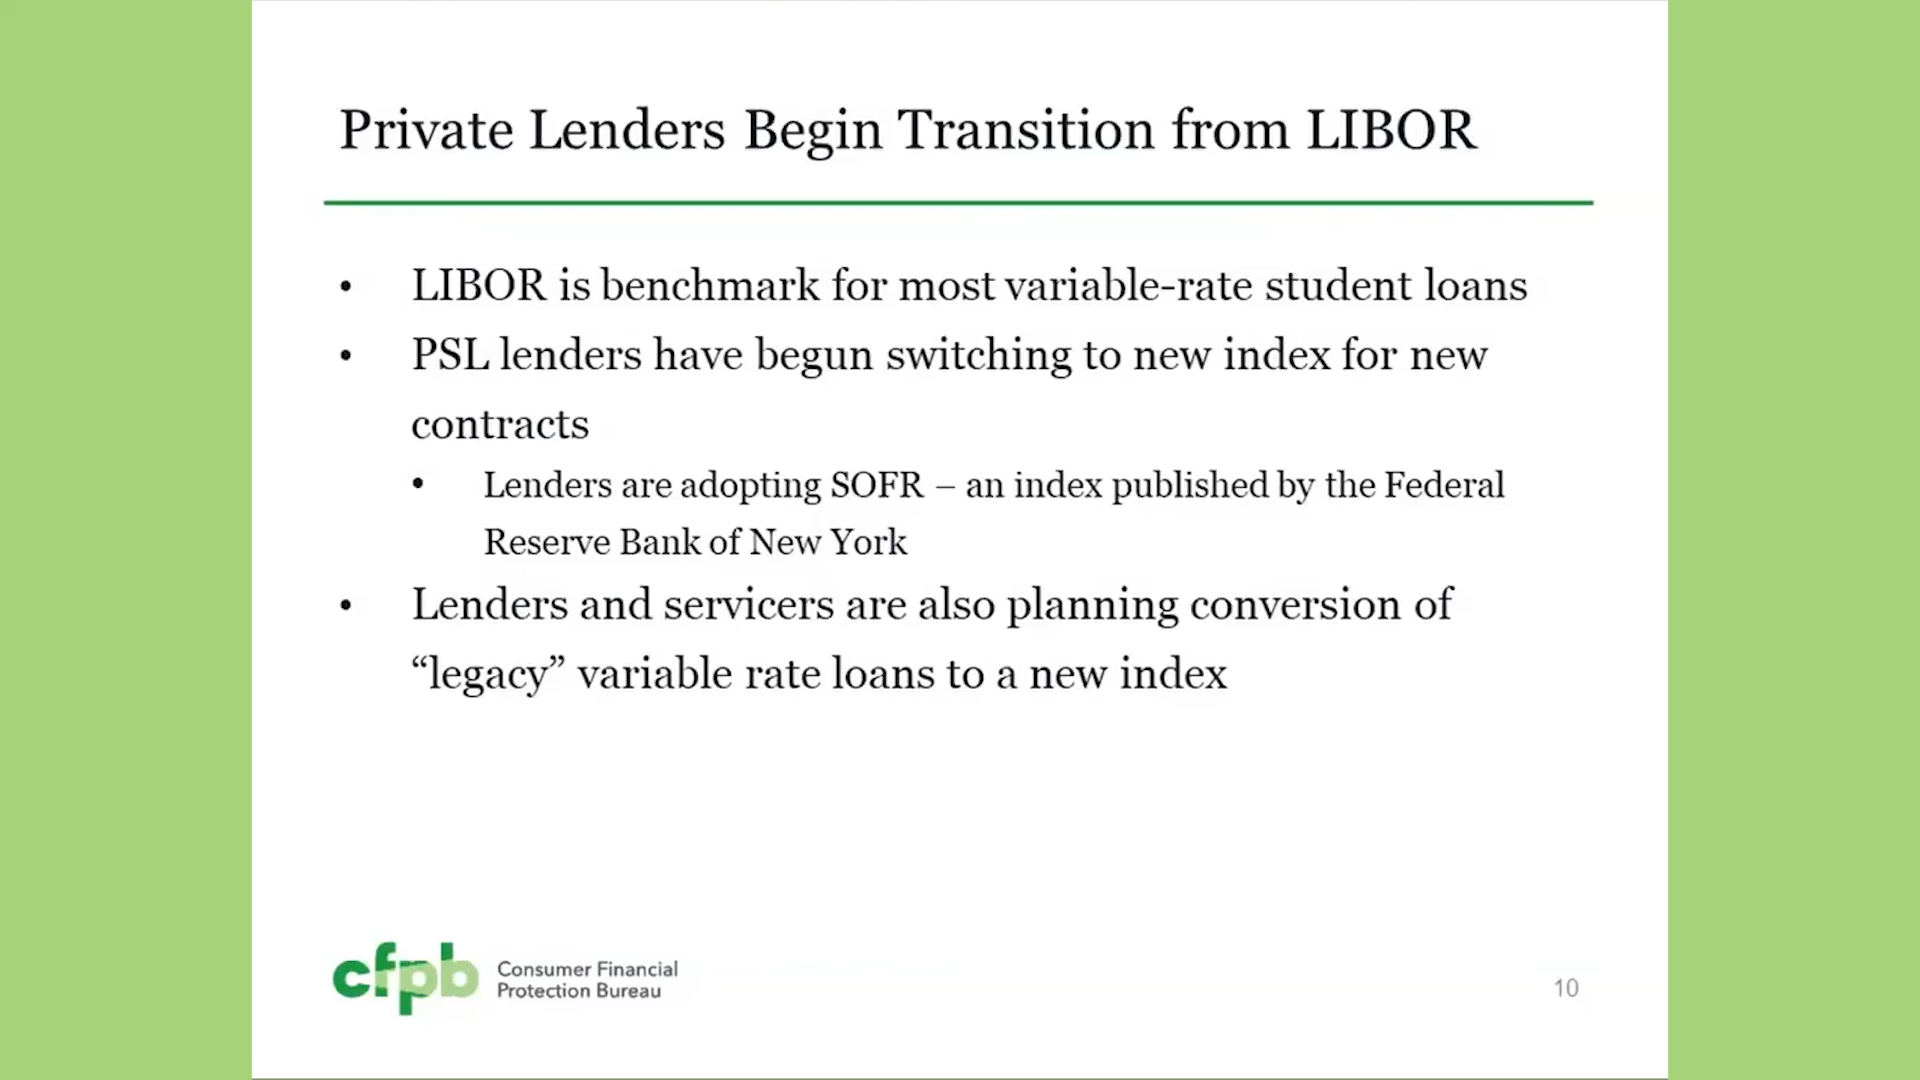 Private Lenders Begin Transition from LIBOR
• LIBOR is benchmark for most variable-rate student loans
• PSL lenders have begun switching to new index for new
contracts
• Lenders are adopting SOFR – an index published by the Federal
Reserve Bank of New York
• Lenders and servicers are also planning conversion of
“legacy” variable rate loans to a new index
cfpb
Consumer Financial
Protection Bureau
10